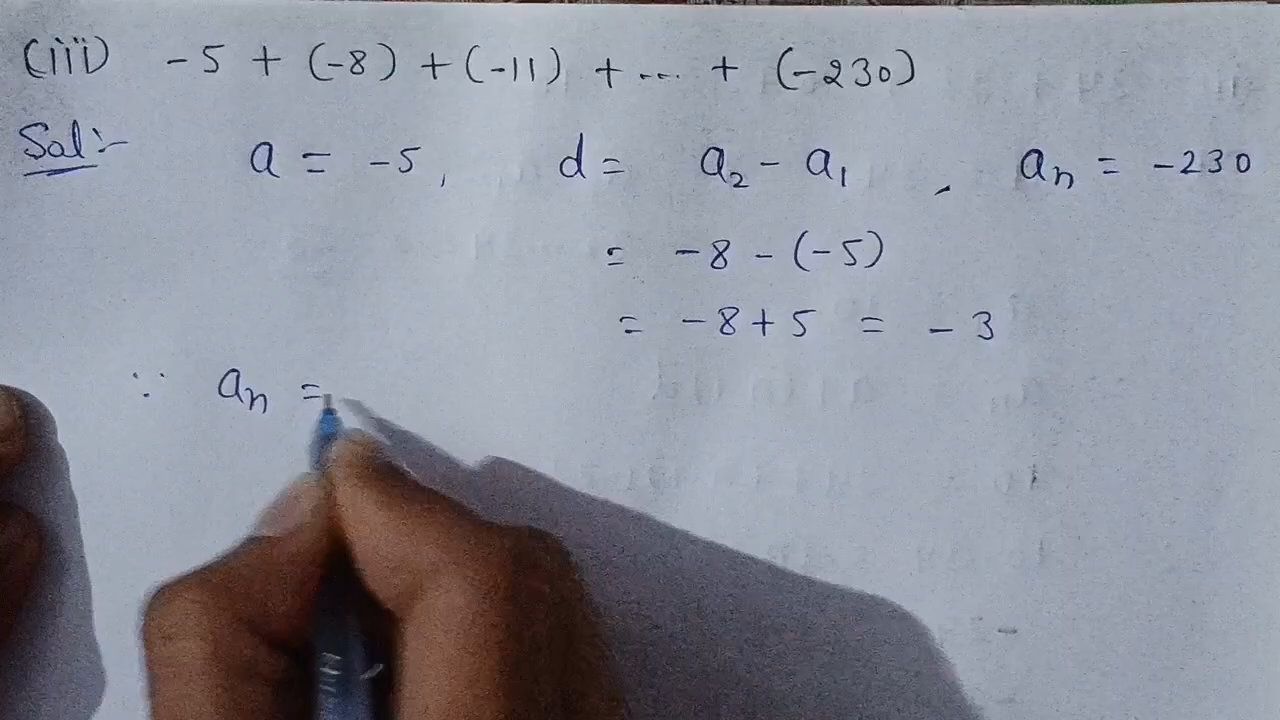 (iii) -5 + (-8) + (-11) + ... + (-230)
Sol:- a = -5, d = a₂ - a₁, aₙ = -230
= -8 - (-5)
= -8+5 = -3
∵ aₙ =